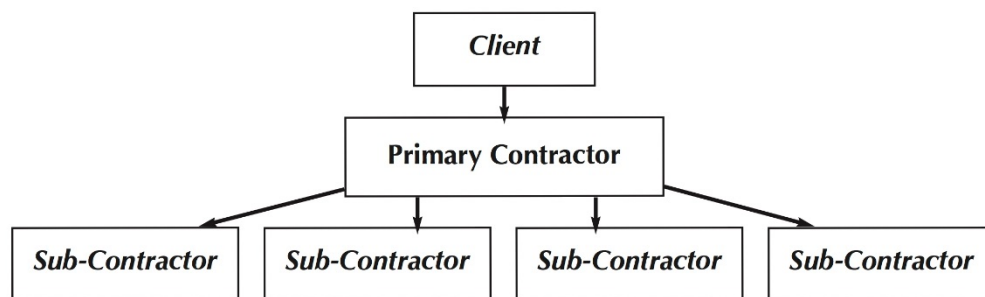 Client
Primary Contractor
Sub-Contractor
Sub-Contractor
Sub-Contractor
Sub-Contractor